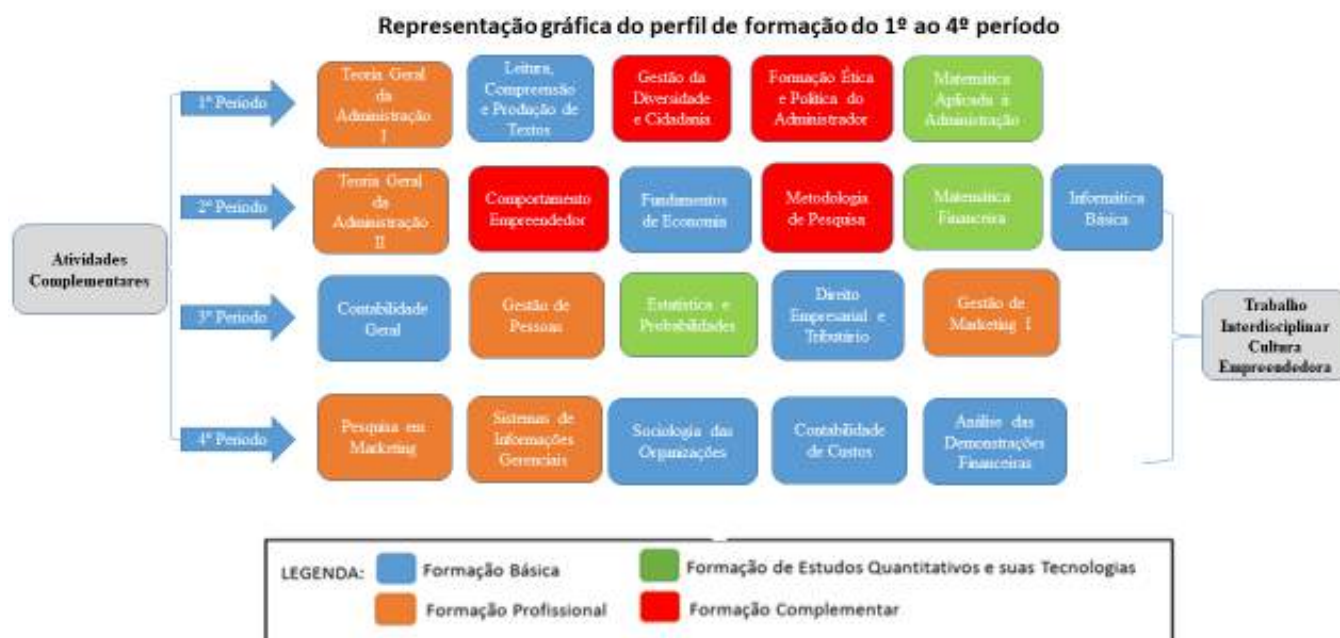 Representação gráfica do perfil de formação do 1º ao 4º período
Atividades
Complementares
1º Período
Teoria Geral
da
Administração
I
Leitura,
Compreensão
e Produção de
Textos
Gestão da
Diversidade
e Cidadania
Formação Ética
e Política do
Administrador
Matemática
Aplicada à
Administração
2º Período
Teoria Geral
da
Administração
II
Comportamento
Empreendedor
Fundamentos
de Economia
Metodologia
de Pesquisa
Matemática
Financeira
Informática
Básica
3º Período
Contabilidade
Geral
Gestão de
Pessoas
Estatística e
Probabilidades
Direito
Empresarial e
Tributário
Gestão de
Marketing I
4º Período
Pesquisa em
Marketing
Sistemas de
Informações
Gerenciais
Sociologia das
Organizações
Contabilidade
de Custos
Análise das
Demonstrações
Financeiras
Trabalho
Interdisciplinar
Cultura
Empreendedora
LEGENDA:
Formação Básica
Formação de Estudos Quantitativos e suas Tecnologias
Formação Profissional
Formação Complementar